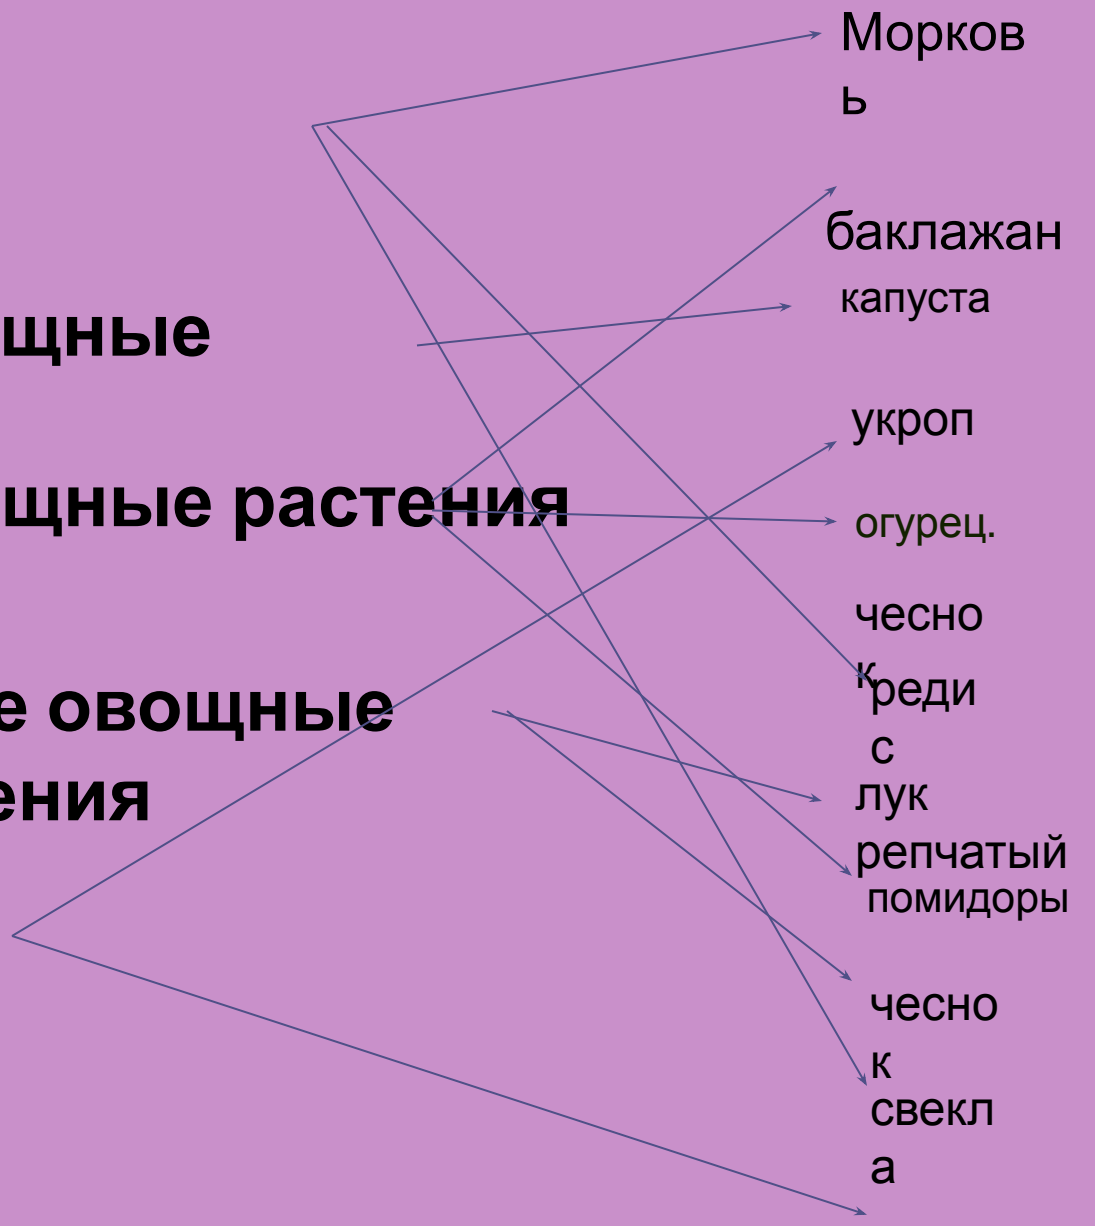 Морков
ь
баклажан
капуста
щные
укроп
щные растения
огурец.
чесно
к
реди
с
е овощные
лук
ения
репчатый
помидоры
чесно
к
свекл
а